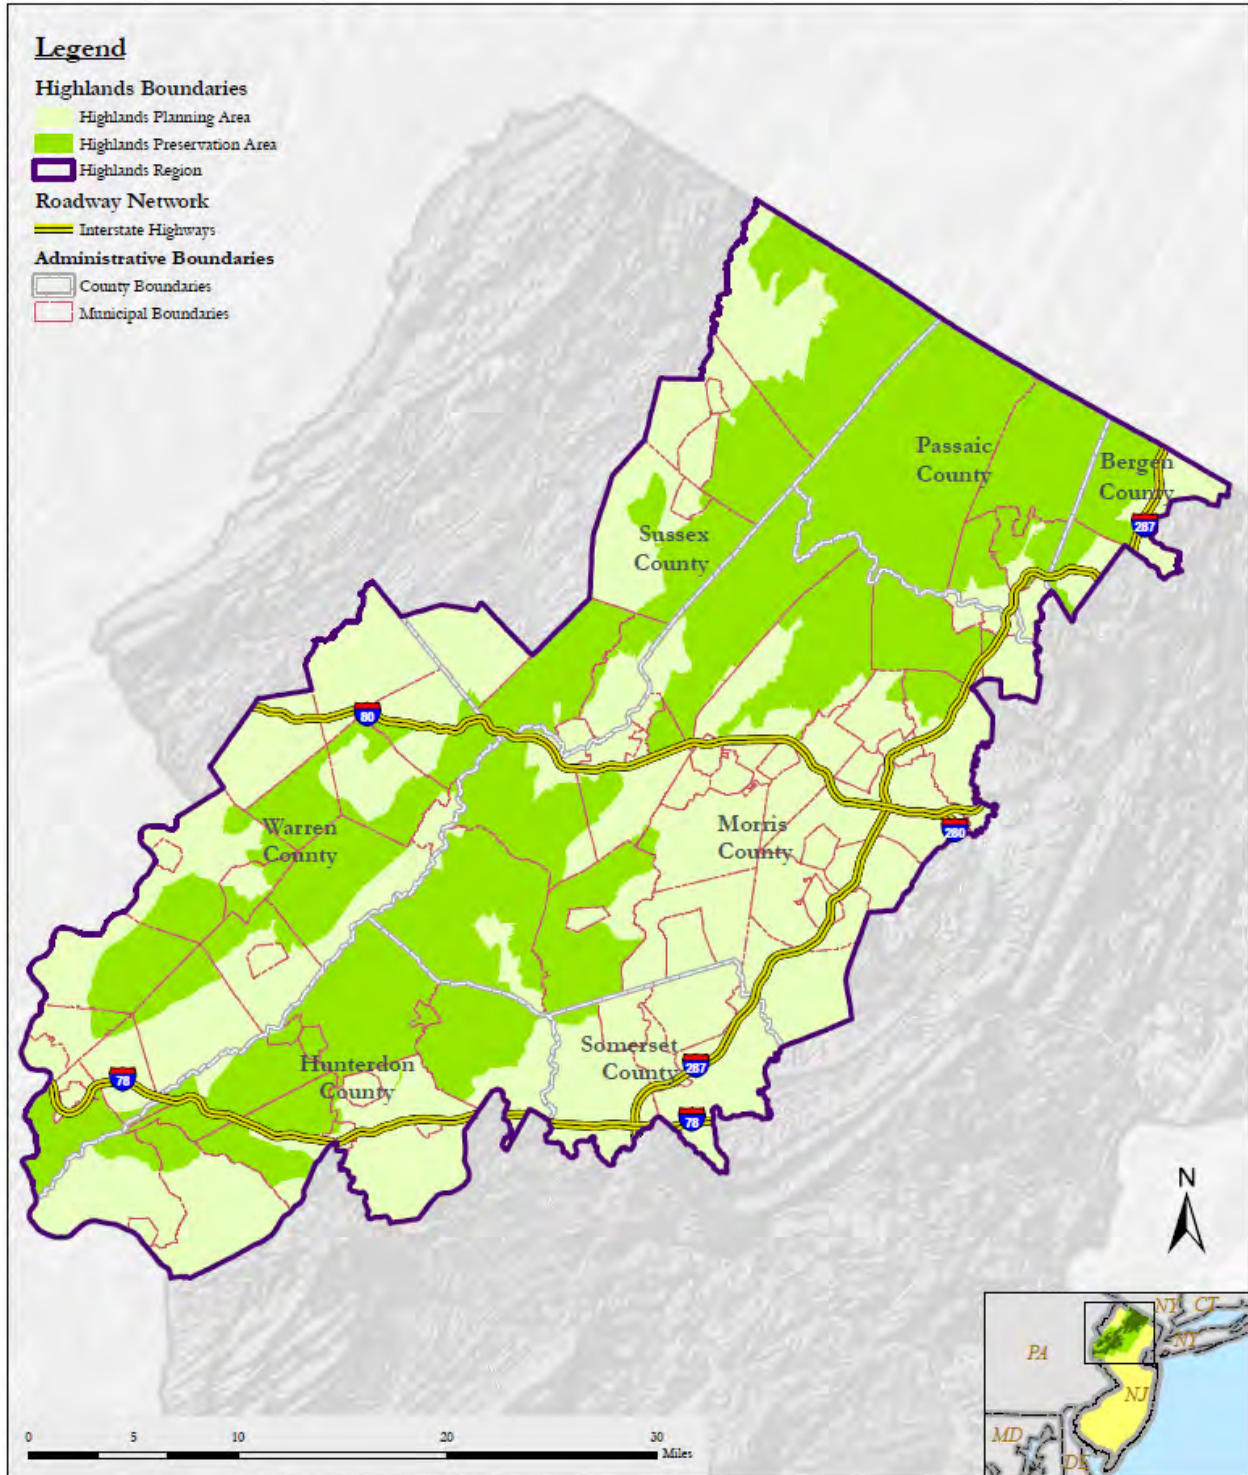 Legend
Highlands Boundaries
Highlands Planning Area
Highlands Preservation Area
Highlands Region
Roadway Network
Interstate Highways
Administrative Boundaries
County Boundaries
Municipal Boundaries
Passaic
County
Bergen
County
287
Sussex
County
80
Warren
County
Morris
County
280
Somerset
County
287
Hunterdon
County
78
78
N
NY CT
NY
PA
NJ
MD
DE
0 5 10 20 30
Miles